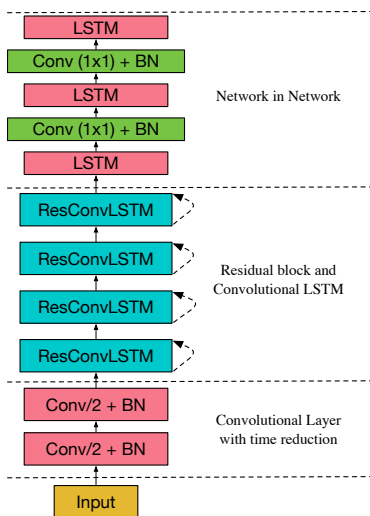 LSTM
Conv (1x1) + BN
LSTM
Network in Network
Conv (1x1) + BN
LSTM
ResConvLSTM
ResConvLSTM
Residual block and
Convolutional LSTM
ResConvLSTM
ResConvLSTM
Conv/2 + BN
Convolutional Layer
with time reduction
Conv/2 + BN
Input